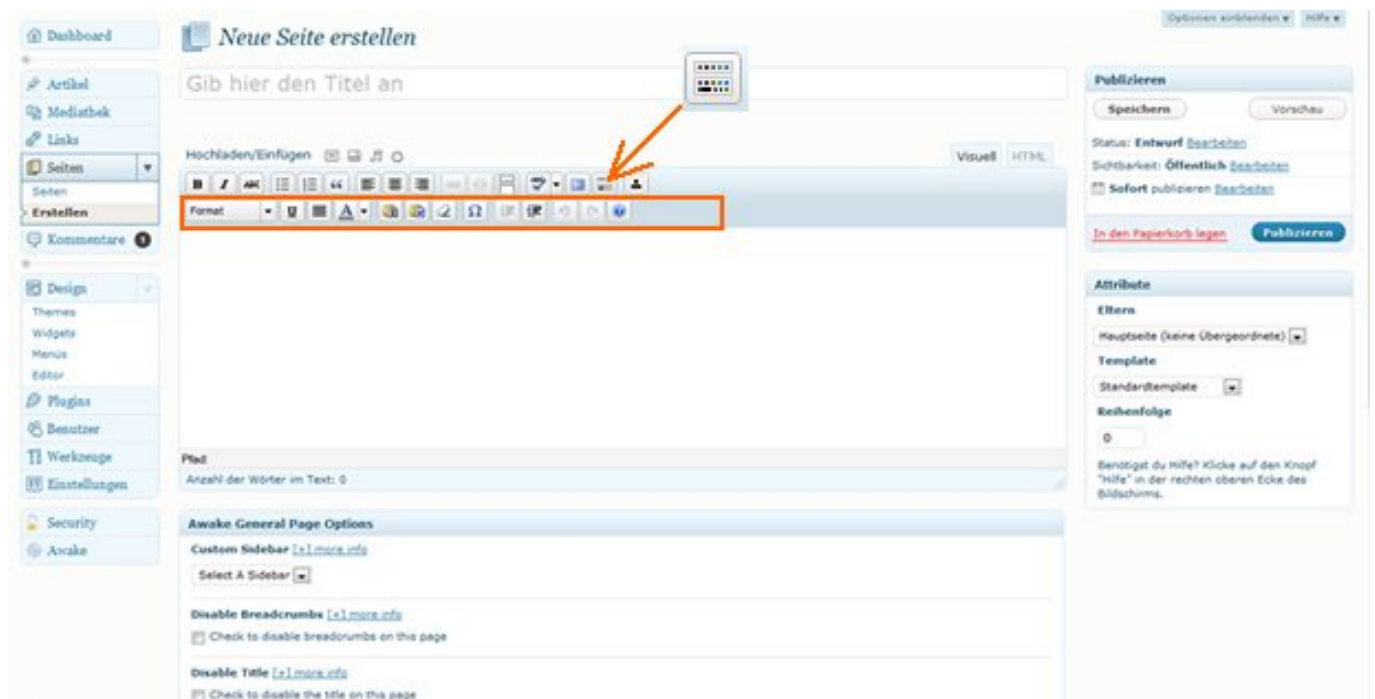 Optionen einblenden
Hilfe
Dashboard
Neue Seite erstellen
Artikel
Mediathek
Links
Seiten
Seiten
Erstellen
Kommentare 1
Design
Themes
Widgets
Menüs
Editor
Plugins
Benutzer
Werkzeuge
Einstellungen
Security
Awake
Gib hier den Titel an
Hochladen/Einfügen
Visuell
HTML
B I ABC
Format
U
A
Ω
Pfad:
Anzahl der Wörter im Text: 0
Awake General Page Options
Custom Sidebar [+] more info
Select A Sidebar
Disable Breadcrumbs [+] more info
Check to disable breadcrumbs on this page
Disable Title [+] more info
Check to disable the title on this page
Publizieren
Speichern
Vorschau
Status: Entwurf Bearbeiten
Sichtbarkeit: Öffentlich Bearbeiten
Sofort publizieren Bearbeiten
In den Papierkorb legen
Publizieren
Attribute
Eltern
Hauptseite (keine Übergeordnete)
Template
Standardtemplate
Reihenfolge
0
Benötigst du Hilfe? Klicke auf den Knopf
"Hilfe" in der rechten oberen Ecke des
Bildschirms.